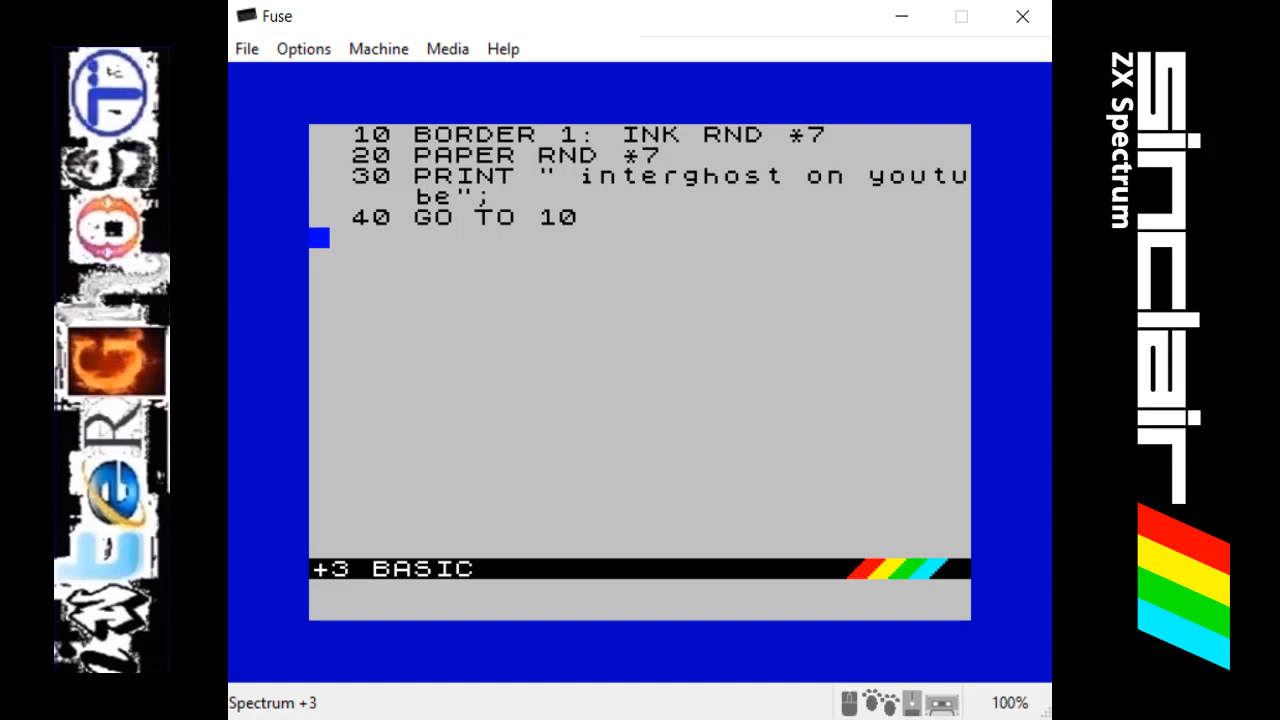 Fuse
File Options Machine Media Help
10 BORDER 1: INK RND *7
20 PAPER RND *7
30 PRINT " interghost on youtu
be";
40 GO TO 10
+3 BASIC
Spectrum +3
100%
inteRGhosT
sinclair
ZX Spectrum